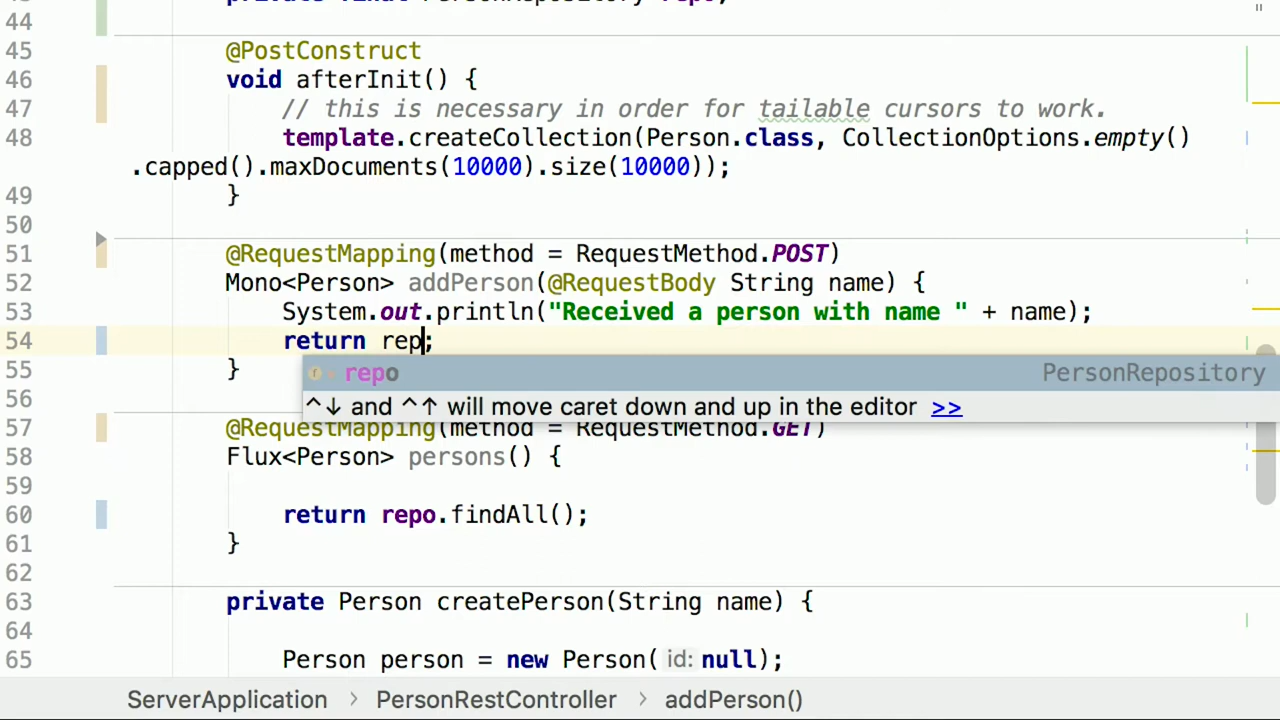 44
45 @PostConstruct
46 void afterInit() {
47 // this is necessary in order for tailable cursors to work.
48 template.createCollection(Person.class, CollectionOptions.empty()
.capped().maxDocuments(10000).size(10000));
49 }
50
51 @RequestMapping(method = RequestMethod.POST)
52 Mono<Person> addPerson(@RequestBody String name) {
53 System.out.println("Received a person with name " + name);
54 return rep;
repo PersonRepository
55 }
^↓ and ^↑ will move caret down and up in the editor >>
56
57 @RequestMapping(method = RequestMethod.GET)
58 Flux<Person> persons() {
59
60 return repo.findAll();
61 }
62
63 private Person createPerson(String name) {
64
65 Person person = new Person( id: null);
ServerApplication > PersonRestController > addPerson()